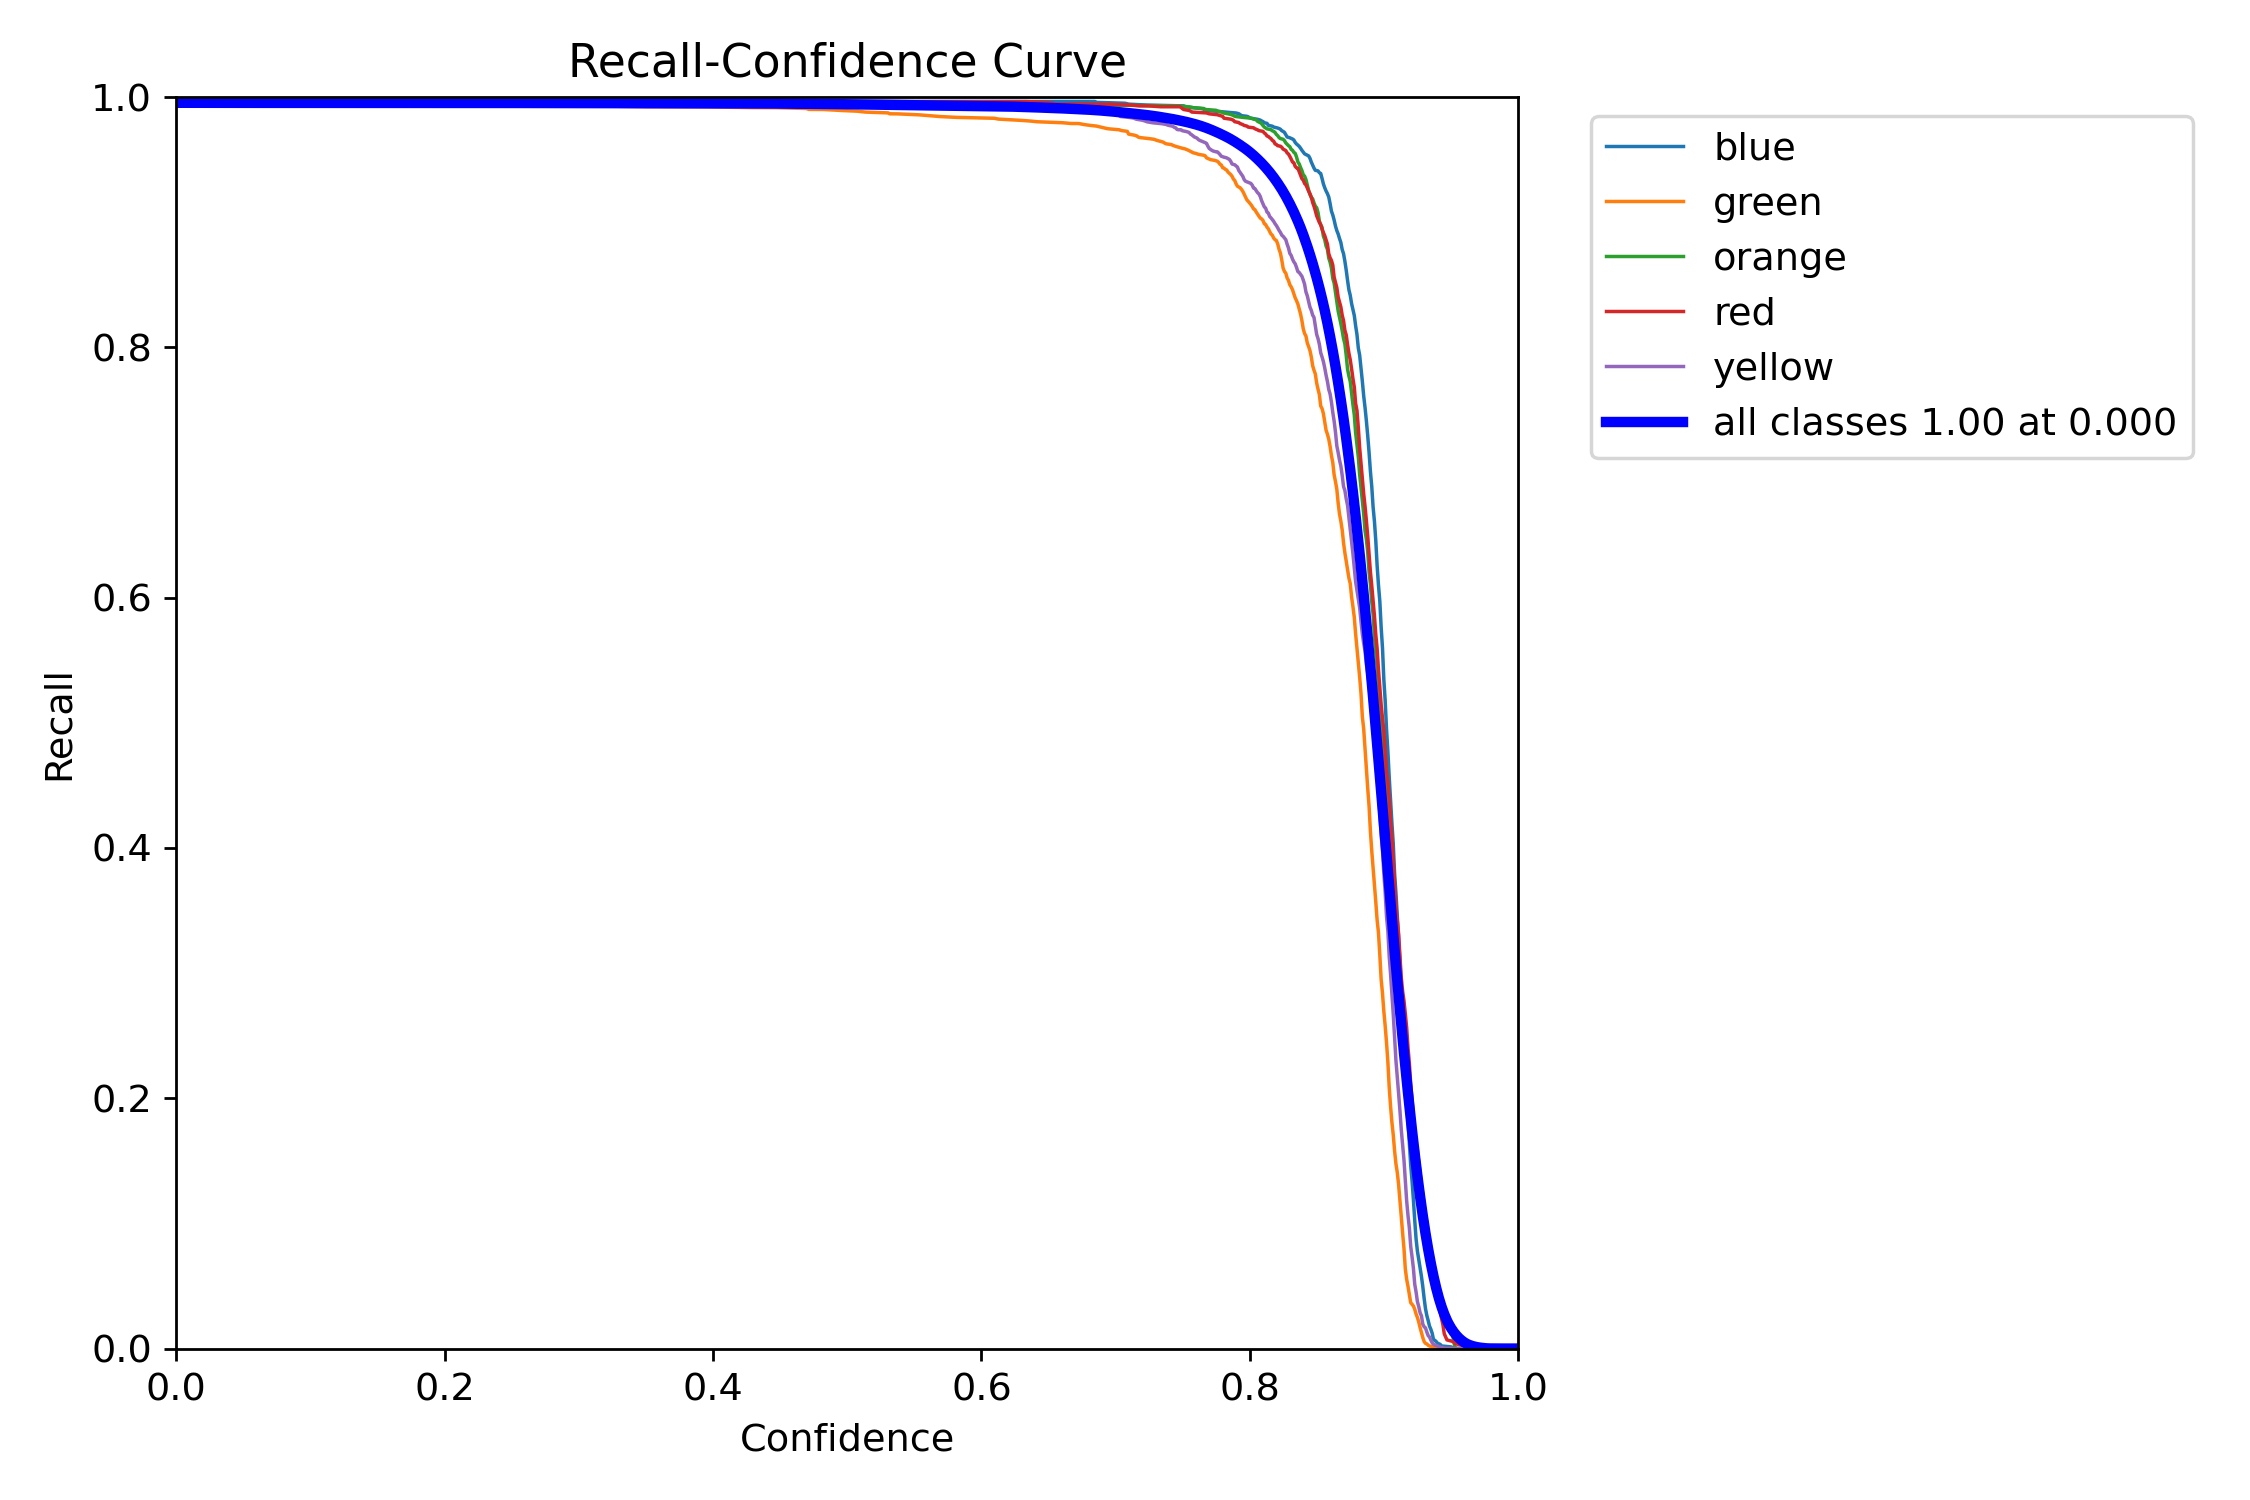 Recall-Confidence Curve
1.0
0.8
0.6
0.4
0.2
0.0
Recall
0.0 0.2 0.4 0.6 0.8 1.0
Confidence
blue
green
orange
red
yellow
all classes 1.00 at 0.000